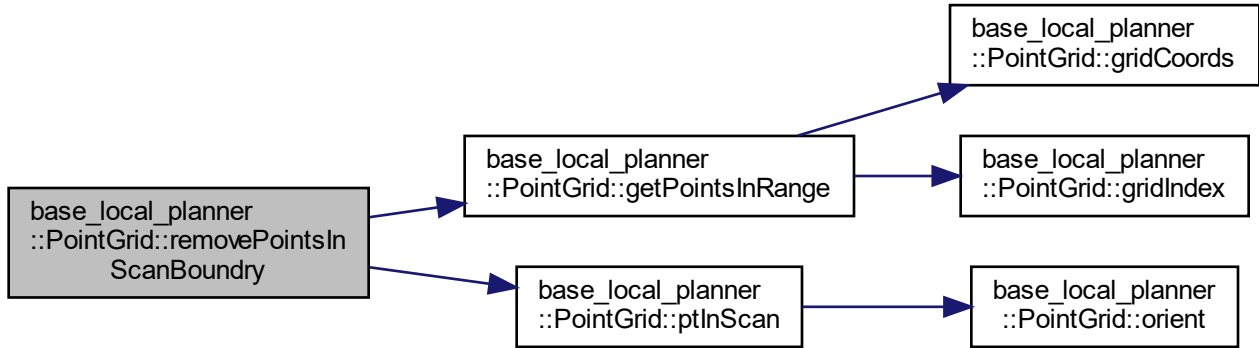 base_local_planner
::PointGrid::removePointsIn
ScanBoundry
base_local_planner
::PointGrid::getPointsInRange
base_local_planner
::PointGrid::gridCoords
base_local_planner
::PointGrid::gridIndex
base_local_planner
::PointGrid::ptInScan
base_local_planner
::PointGrid::orient